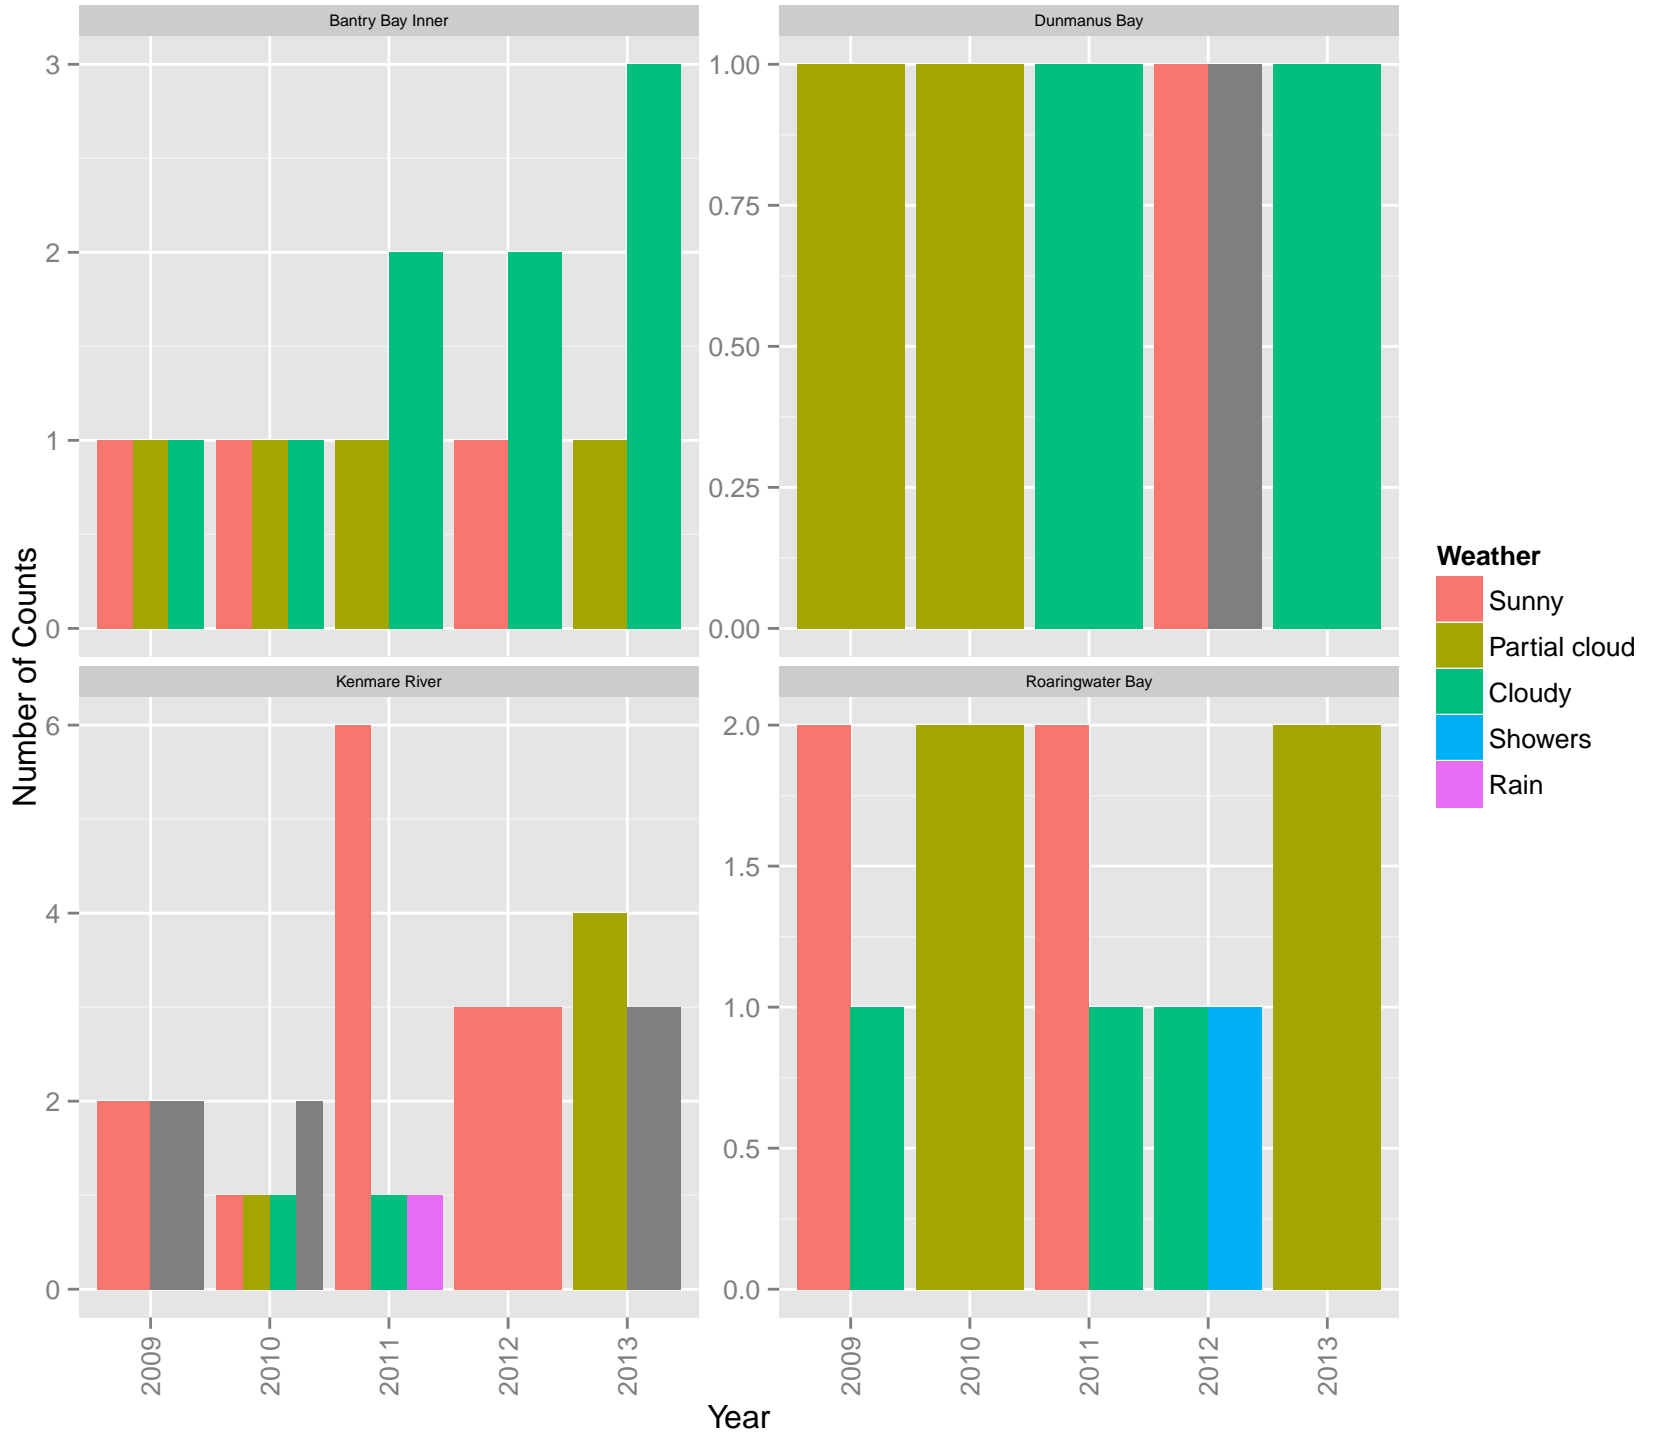 Bantry Bay Inner
Dunmanus Bay
3
2
1
0
1.00
0.75
0.50
0.25
0.00
Kenmare River
Roaringwater Bay
6
4
2
0
2.0
1.5
1.0
0.5
0.0
2009
2010
2011
2012
2013
2009
2010
2011
2012
2013
Number of Counts
Year
Weather
Sunny
Partial cloud
Cloudy
Showers
Rain